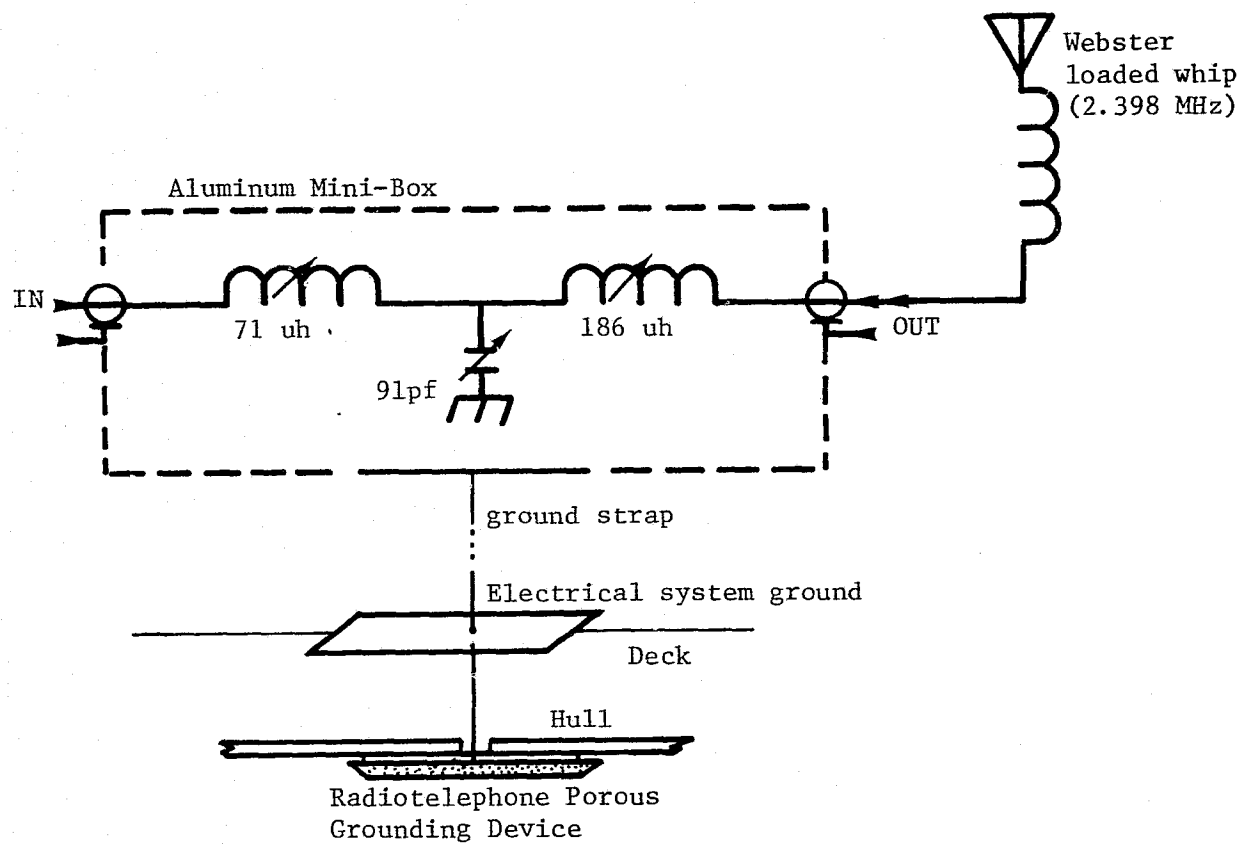 Webster
loaded whip
(2.398 MHz)
Aluminum Mini-Box
IN
71 uh
186 uh
OUT
91pf
ground strap
Electrical system ground
Deck
Hull
Radiotelephone Porous
Grounding Device